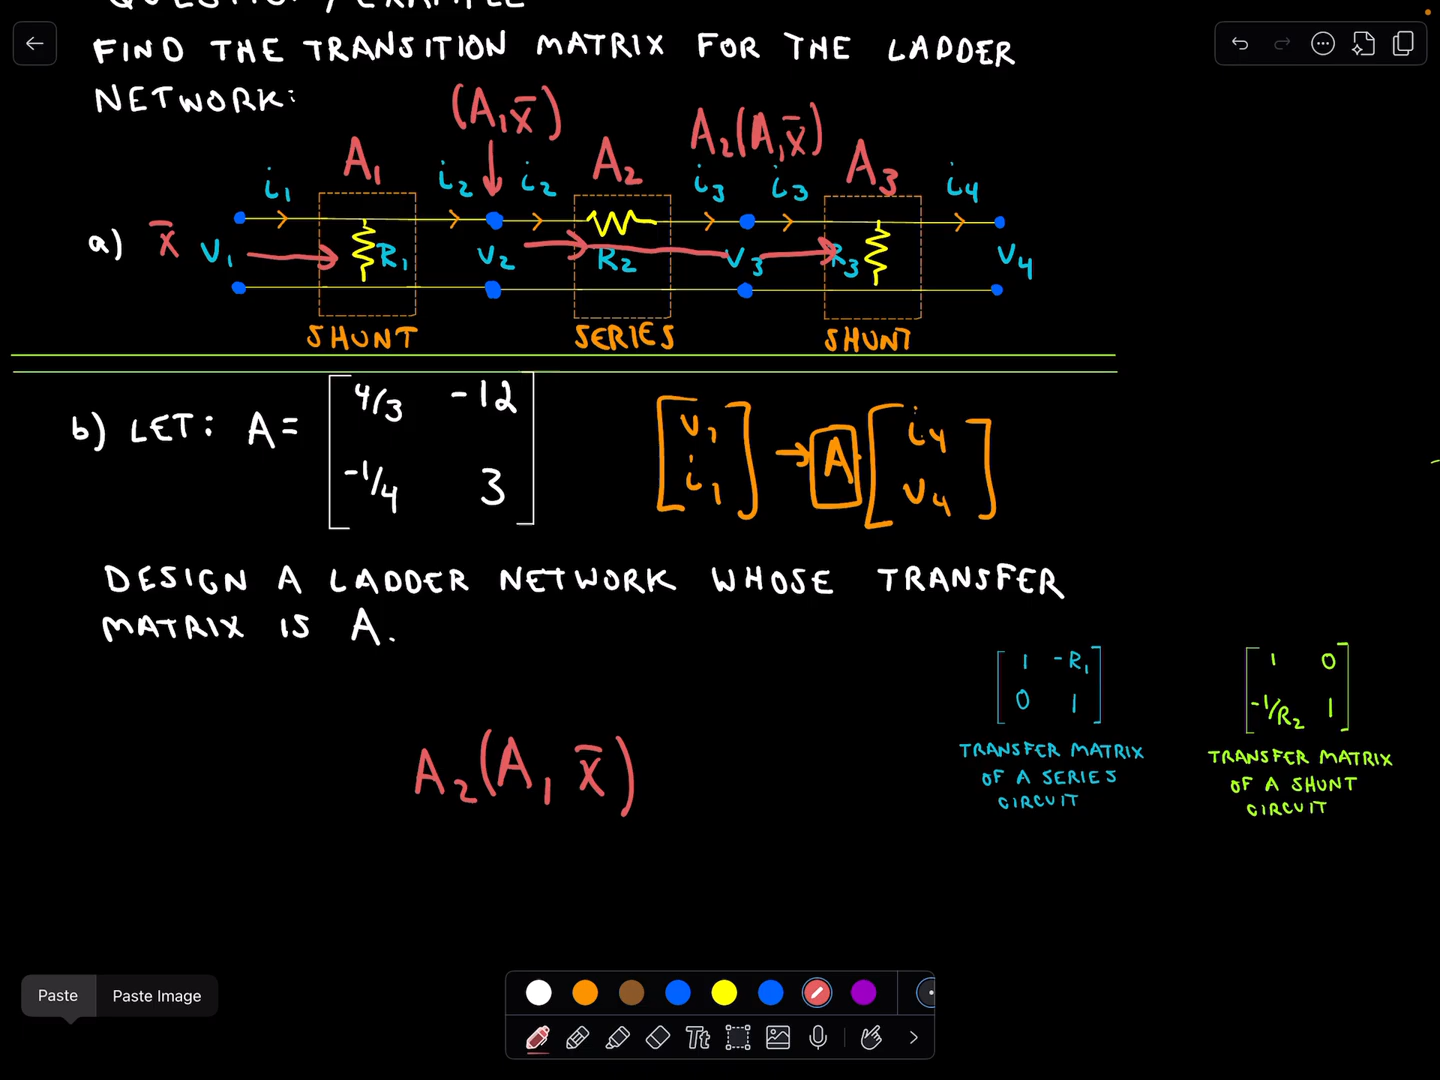 QUESTION/EXAMPLE
FIND THE TRANSITION MATRIX FOR THE LADDER
NETWORK:
(A₁x̄) A₂(A₁x̄)
A₁ A₂ A₃
i₁ i₂ i₂ i₃ i₃ i₄
a) x̄ V₁ R₁ V₂ R₂ V₃ R₃ V₄
SHUNT SERIES SHUNT
b) LET: A = [4/3 -12
-1/4 3]
[V₁ → A [i₄
i₁] V₄]
DESIGN A LADDER NETWORK WHOSE TRANSFER
MATRIX IS A.
A₂(A₁ x̄)
[1 -R₁
0 1]
TRANSFER MATRIX
OF A SERIES
CIRCUIT
[1 0
-1/R₂ 1]
TRANSFER MATRIX
OF A SHUNT
CIRCUIT
Paste Paste Image
Tt